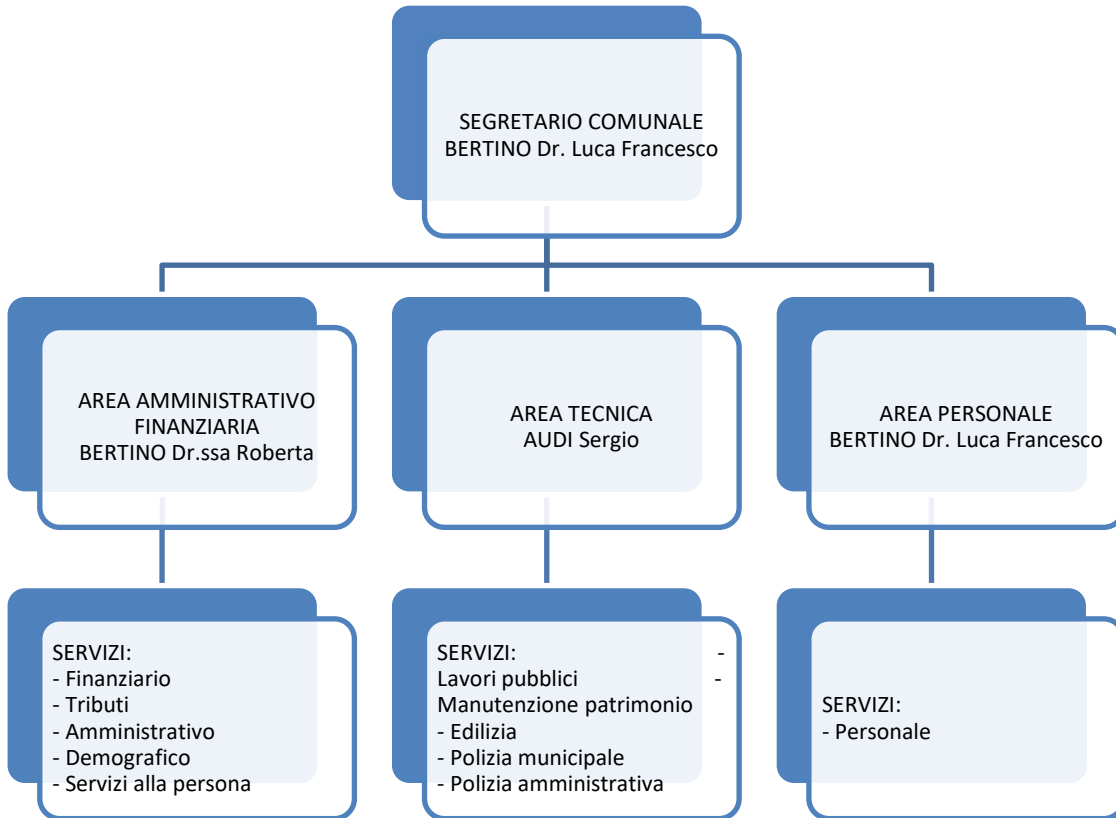 SEGRETARIO COMUNALE
BERTINO Dr. Luca Francesco
AREA AMMINISTRATIVO
FINANZIARIA
BERTINO Dr.ssa Roberta
AREA TECNICA
AUDI Sergio
AREA PERSONALE
BERTINO Dr. Luca Francesco
SERVIZI:
- Finanziario
- Tributi
- Amministrativo
- Demografico
- Servizi alla persona
SERVIZI: -
Lavori pubblici -
Manutenzione patrimonio
- Edilizia
- Polizia municipale
- Polizia amministrativa
SERVIZI:
- Personale